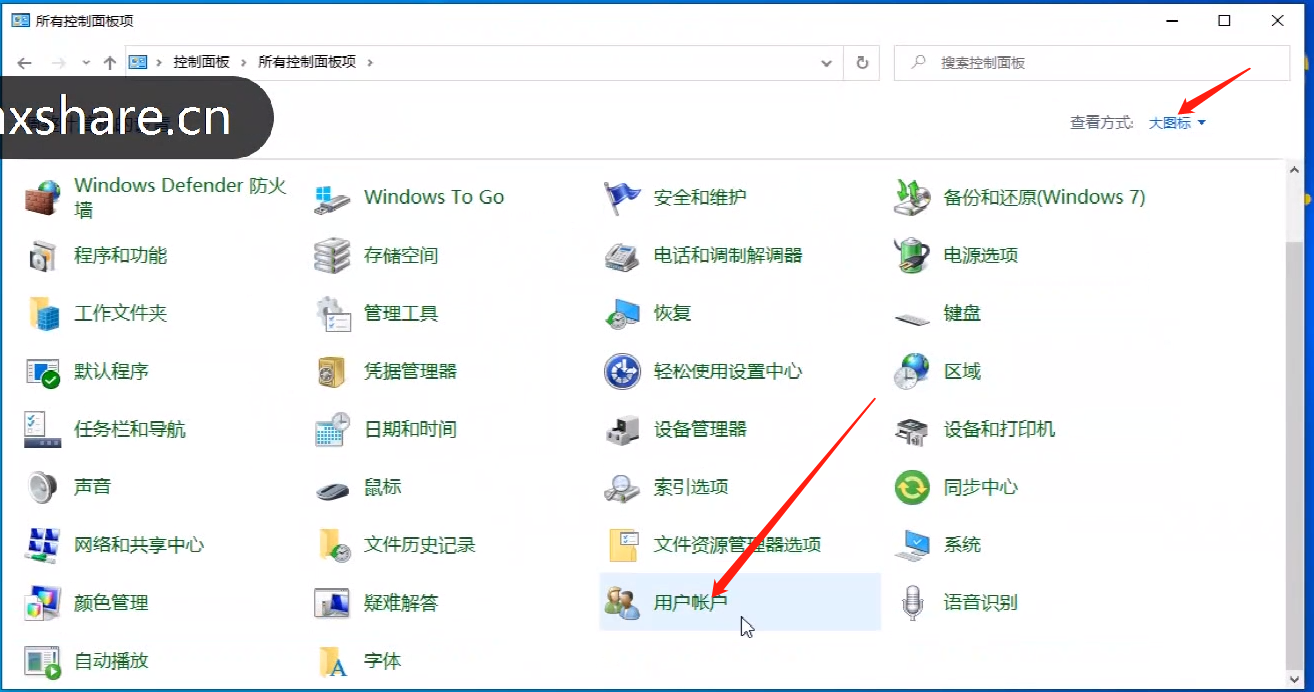 所有控制面板项
控制面板 所有控制面板项
搜索控制面板
xshare.cn
查看方式: 大图标
Windows Defender 防火
墙
Windows To Go
安全和维护
备份和还原(Windows 7)
程序和功能
存储空间
电话和调制解调器
电源选项
工作文件夹
管理工具
恢复
键盘
默认程序
凭据管理器
轻松使用设置中心
区域
任务栏和导航
日期和时间
设备管理器
设备和打印机
声音
鼠标
索引选项
同步中心
网络和共享中心
文件历史记录
文件资源管理器选项
系统
颜色管理
疑难解答
用户帐户
语音识别
自动播放
字体